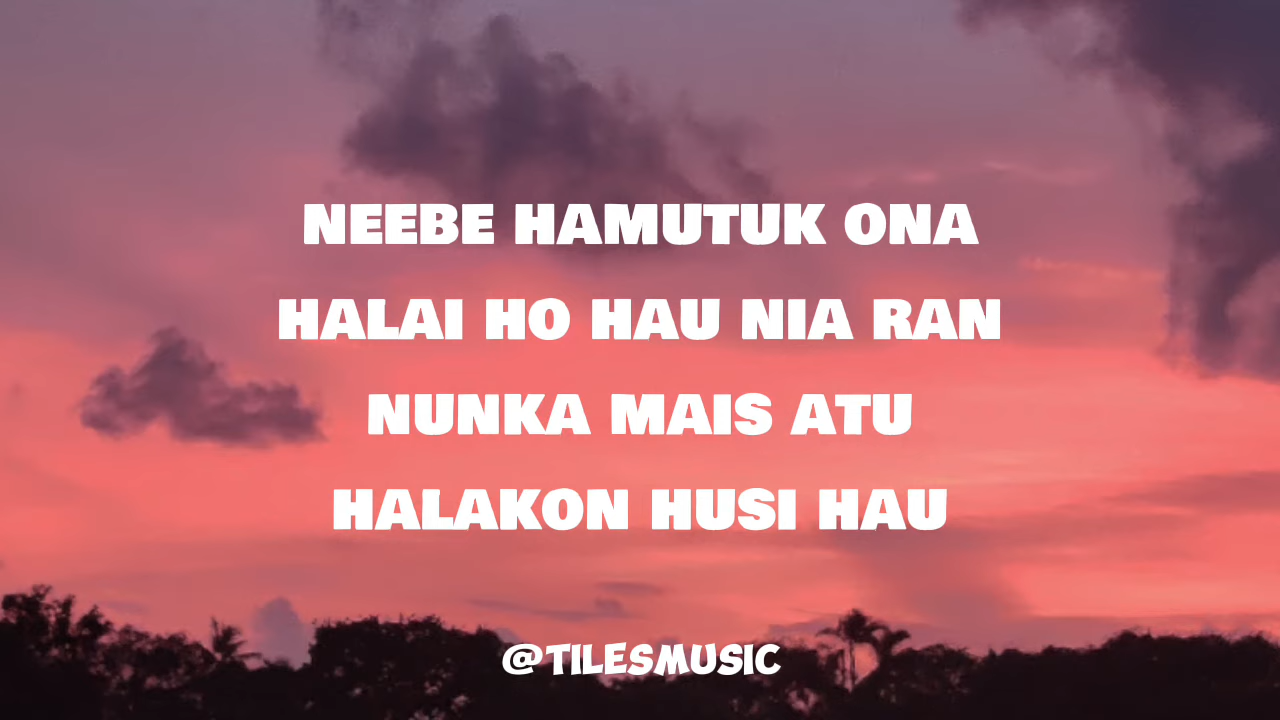 NEEBE HAMUTUK ONA
HALAI HO HAU NIA RAN
NUNKA MAIS ATU
HALAKON HUSI HAU
@TILESMUSIC